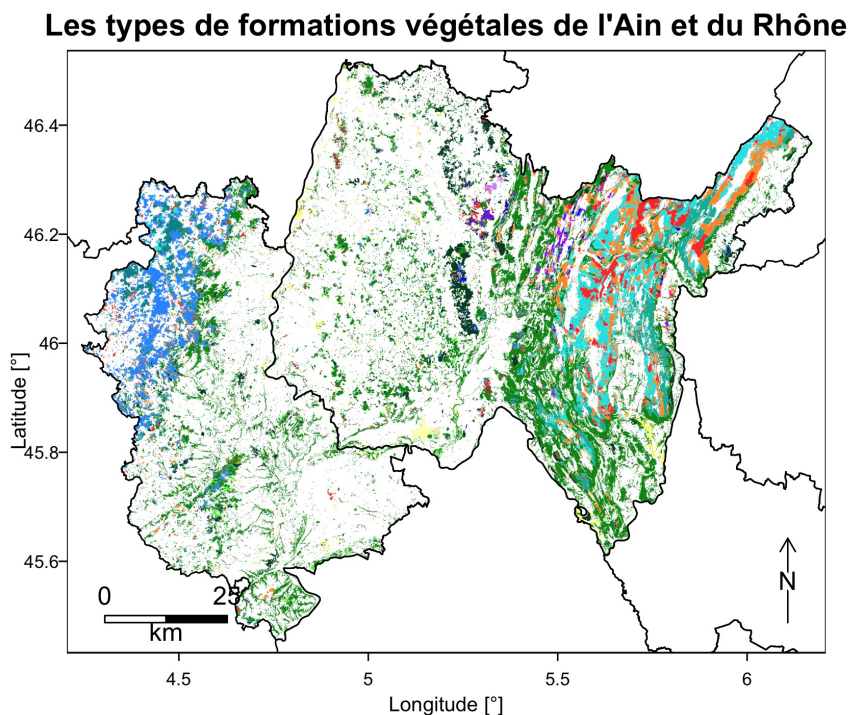 Les types de formations végétales de l'Ain et du Rhône
46.4
46.2
46
45.8
45.6
Latitude [°]
0 25
km
N
4.5 5 5.5 6
Longitude [°]